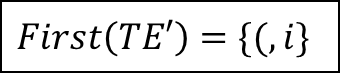 First(TE′) = {(, i}